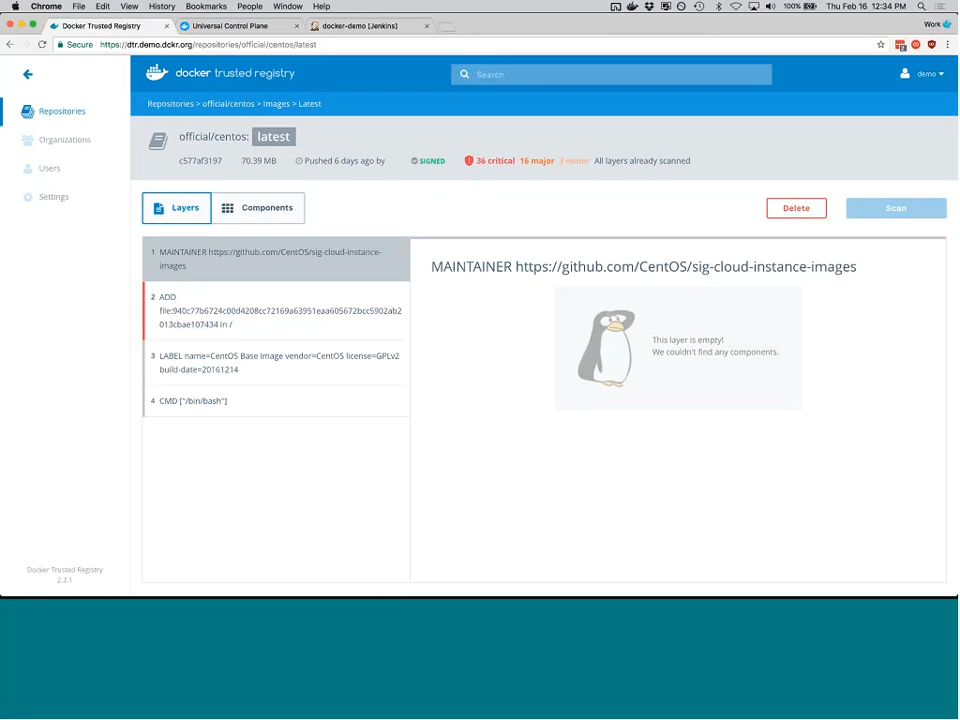 Chrome File Edit View History Bookmarks People Window Help 100% Thu Feb 16 12:34 PM
Docker Trusted Registry × Universal Control Plane × docker-demo [Jenkins] × Work
Secure https://dtr.demo.dckr.org/repositories/official/centos/latest
docker trusted registry Search demo
Repositories > official/centos > Images > Latest
Repositories
Organizations
Users
Settings
official/centos: latest
c577af3197 70.39 MB Pushed 6 days ago by SIGNED 36 critical 16 major 3 minor All layers already scanned
Layers Components Delete Scan
1 MAINTAINER https://github.com/CentOS/sig-cloud-instance-
images
2 ADD
file:940c77b6724c00d4208cc72169a63951eaa605672bcc5902ab2
013cbae107434 in /
3 LABEL name=CentOS Base Image vendor=CentOS license=GPLv2
build-date=20161214
4 CMD ["/bin/bash"]
MAINTAINER https://github.com/CentOS/sig-cloud-instance-images
This layer is empty!
We couldn't find any components.
Docker Trusted Registry
2.2.1